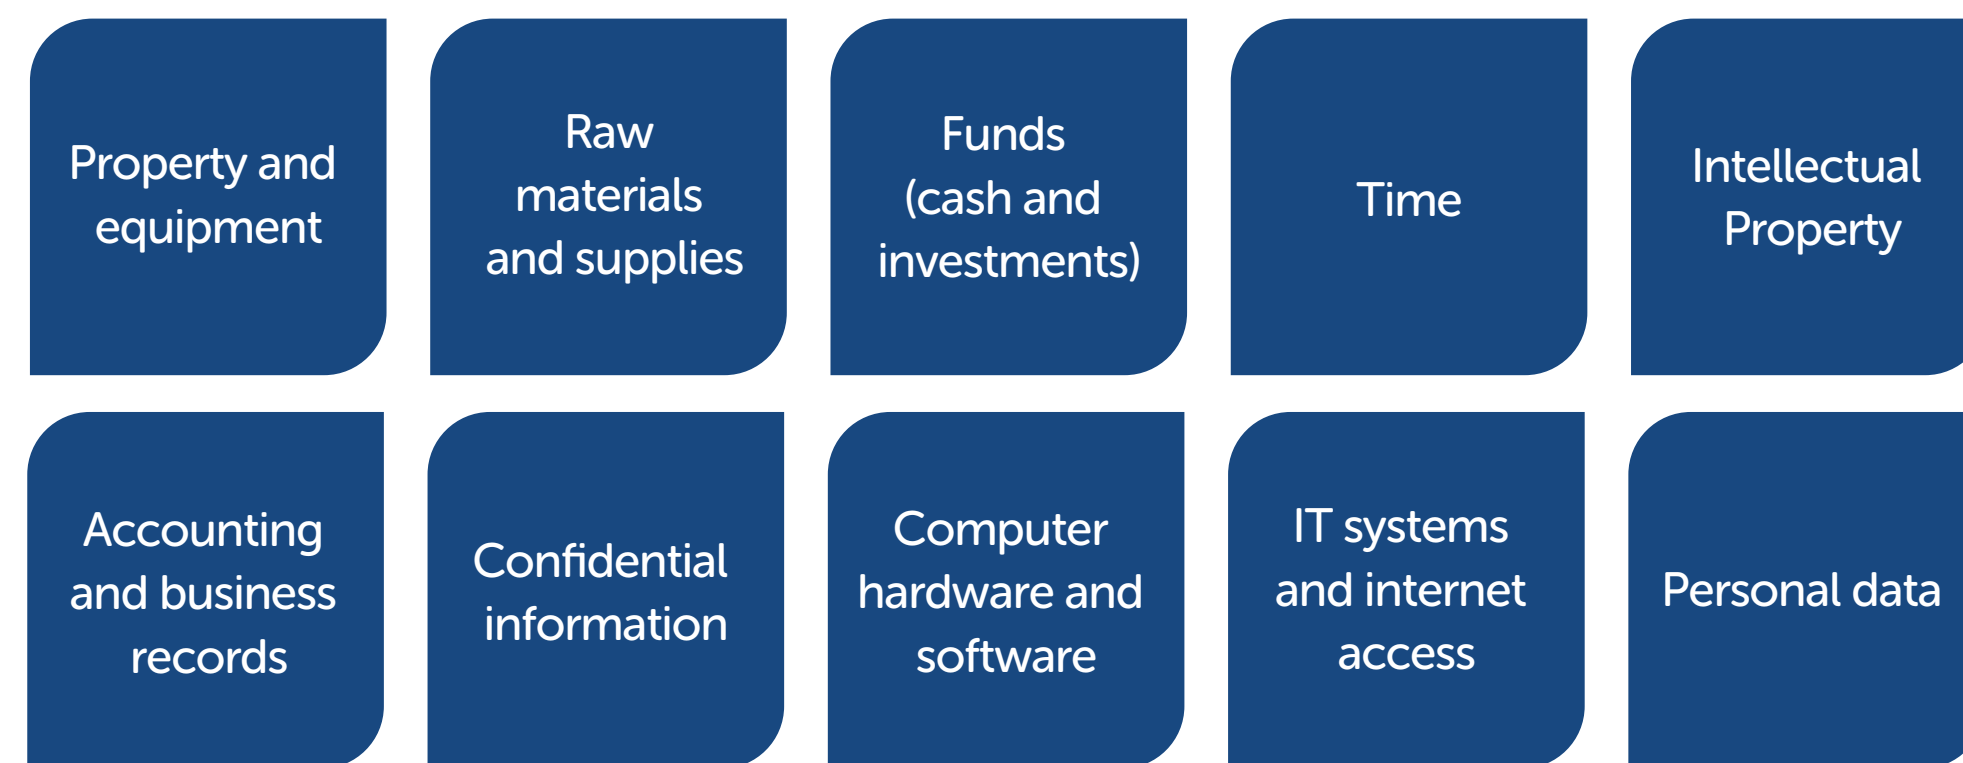 Property and
equipment
Raw
materials
and supplies
Funds
(cash and
investments)
Time
Intellectual
Property
Accounting
and business
records
Confidential
information
Computer
hardware and
software
IT systems
and internet
access
Personal data